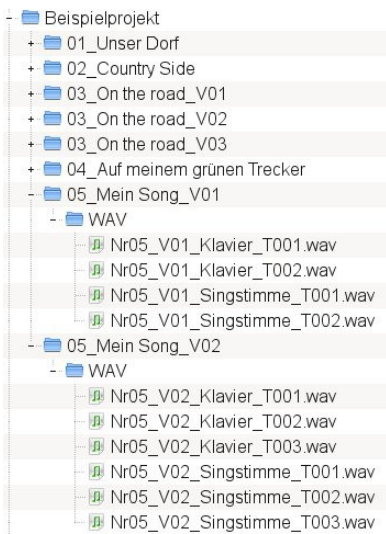 Beispielprojekt
01_Unser Dorf
02_Country Side
03_On the road_V01
03_On the road_V02
03_On the road_V03
04_Auf meinem grünen Trecker
05_Mein Song_V01
WAV
Nr05_V01_Klavier_T001.wav
Nr05_V01_Klavier_T002.wav
Nr05_V01_Singstimme_T001.wav
Nr05_V01_Singstimme_T002.wav
05_Mein Song_V02
WAV
Nr05_V02_Klavier_T001.wav
Nr05_V02_Klavier_T002.wav
Nr05_V02_Klavier_T003.wav
Nr05_V02_Singstimme_T001.wav
Nr05_V02_Singstimme_T002.wav
Nr05_V02_Singstimme_T003.wav